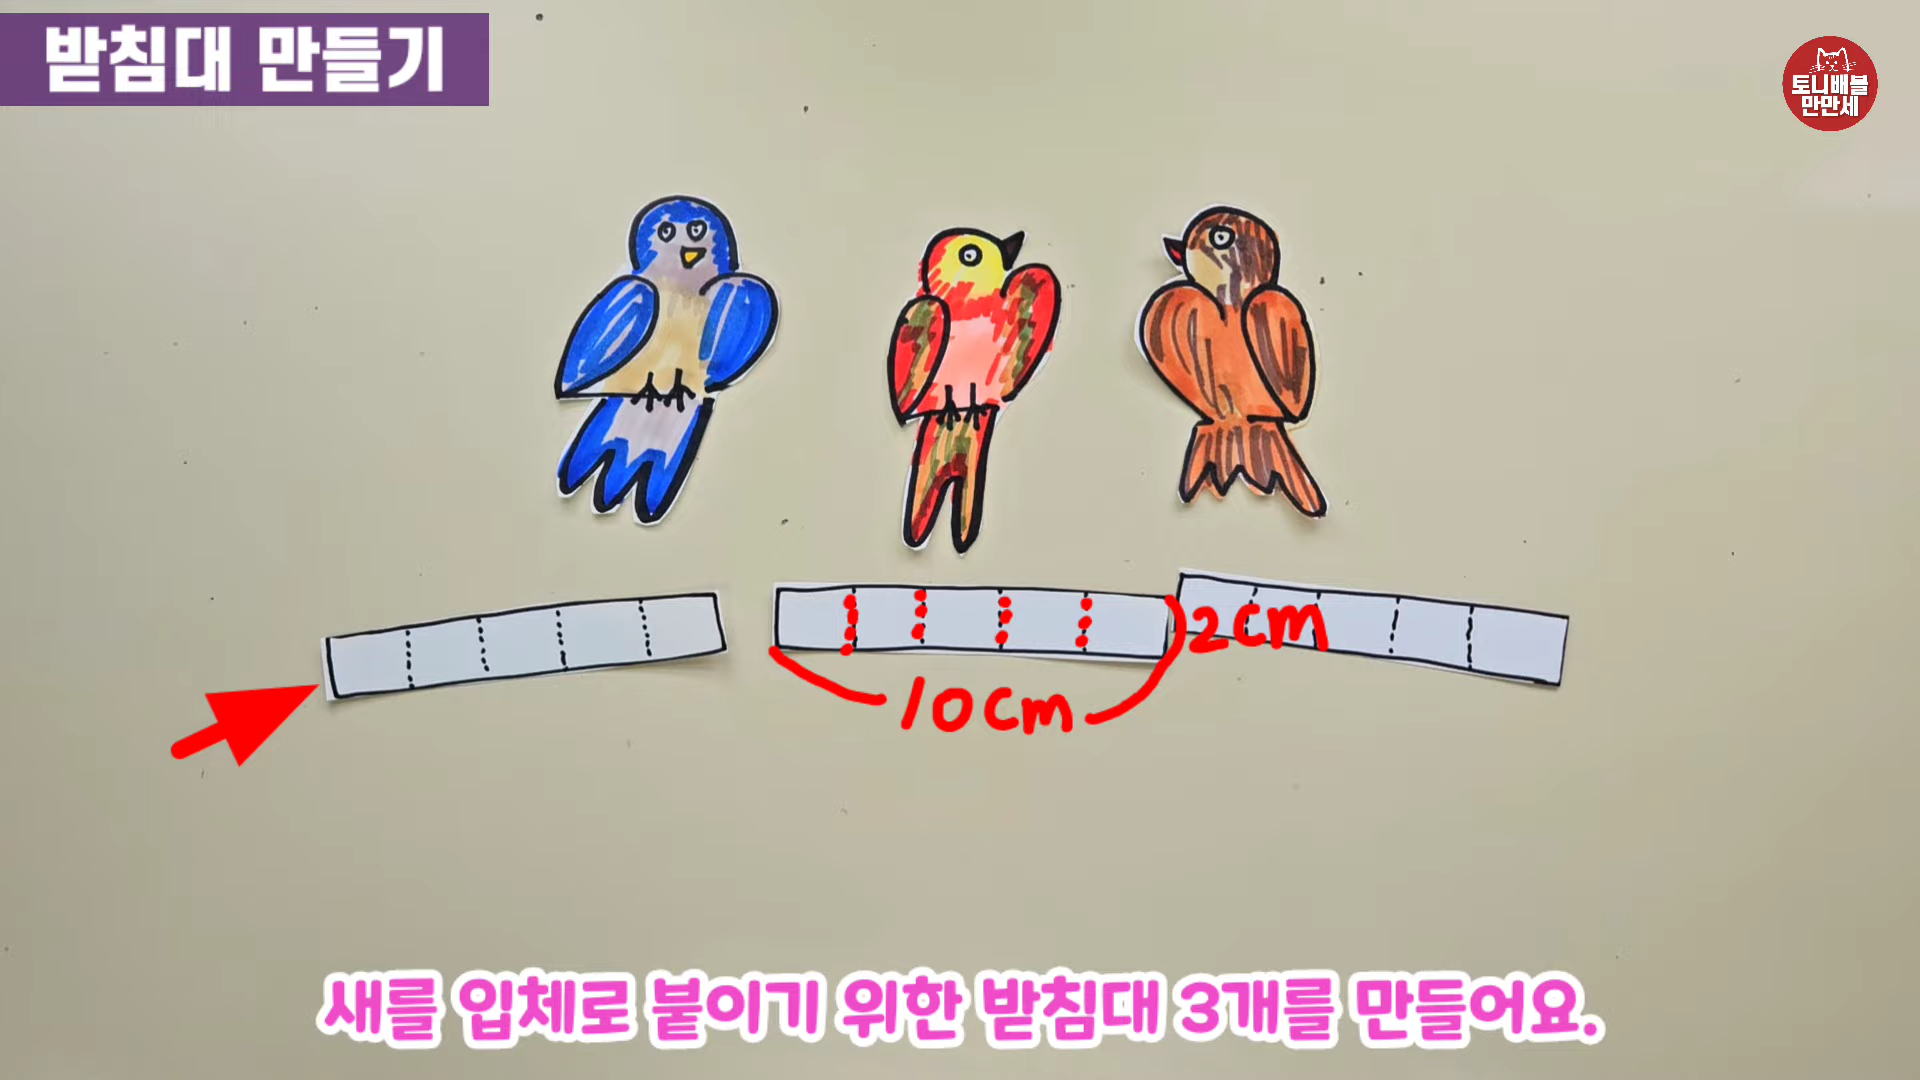 받침대 만들기
토니배블
만만세
2cm
10cm
새를 입체로 붙이기 위한 받침대 3개를 만들어요.